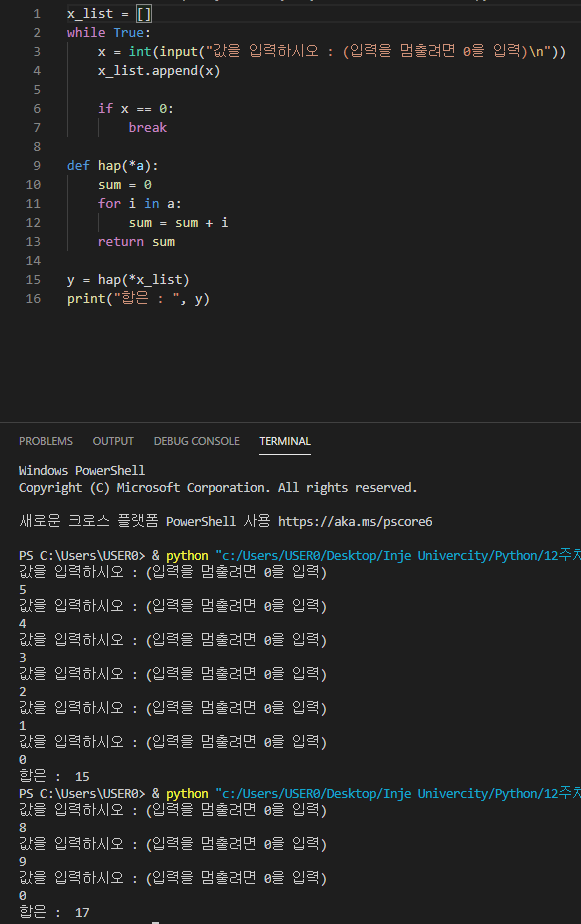 1 x_list = []
2 while True:
3 x = int(input("값을 입력하시오 : (입력을 멈출려면 0을 입력)\n"))
4 x_list.append(x)
5
6 if x == 0:
7 break
8
9 def hap(*a):
10 sum = 0
11 for i in a:
12 sum = sum + i
13 return sum
14
15 y = hap(*x_list)
16 print("합은 : ", y)
PROBLEMS OUTPUT DEBUG CONSOLE TERMINAL
Windows PowerShell
Copyright (C) Microsoft Corporation. All rights reserved.
새로운 크로스 플랫폼 PowerShell 사용 https://aka.ms/pscore6
PS C:\Users\USER0> & python "c:/Users/USER0/Desktop/Inje Univercity/Python/12주차
값을 입력하시오 : (입력을 멈출려면 0을 입력)
5
값을 입력하시오 : (입력을 멈출려면 0을 입력)
4
값을 입력하시오 : (입력을 멈출려면 0을 입력)
3
값을 입력하시오 : (입력을 멈출려면 0을 입력)
2
값을 입력하시오 : (입력을 멈출려면 0을 입력)
1
값을 입력하시오 : (입력을 멈출려면 0을 입력)
0
합은 :  15
PS C:\Users\USER0> & python "c:/Users/USER0/Desktop/Inje Univercity/Python/12주차
값을 입력하시오 : (입력을 멈출려면 0을 입력)
8
값을 입력하시오 : (입력을 멈출려면 0을 입력)
9
값을 입력하시오 : (입력을 멈출려면 0을 입력)
0
합은 :  17